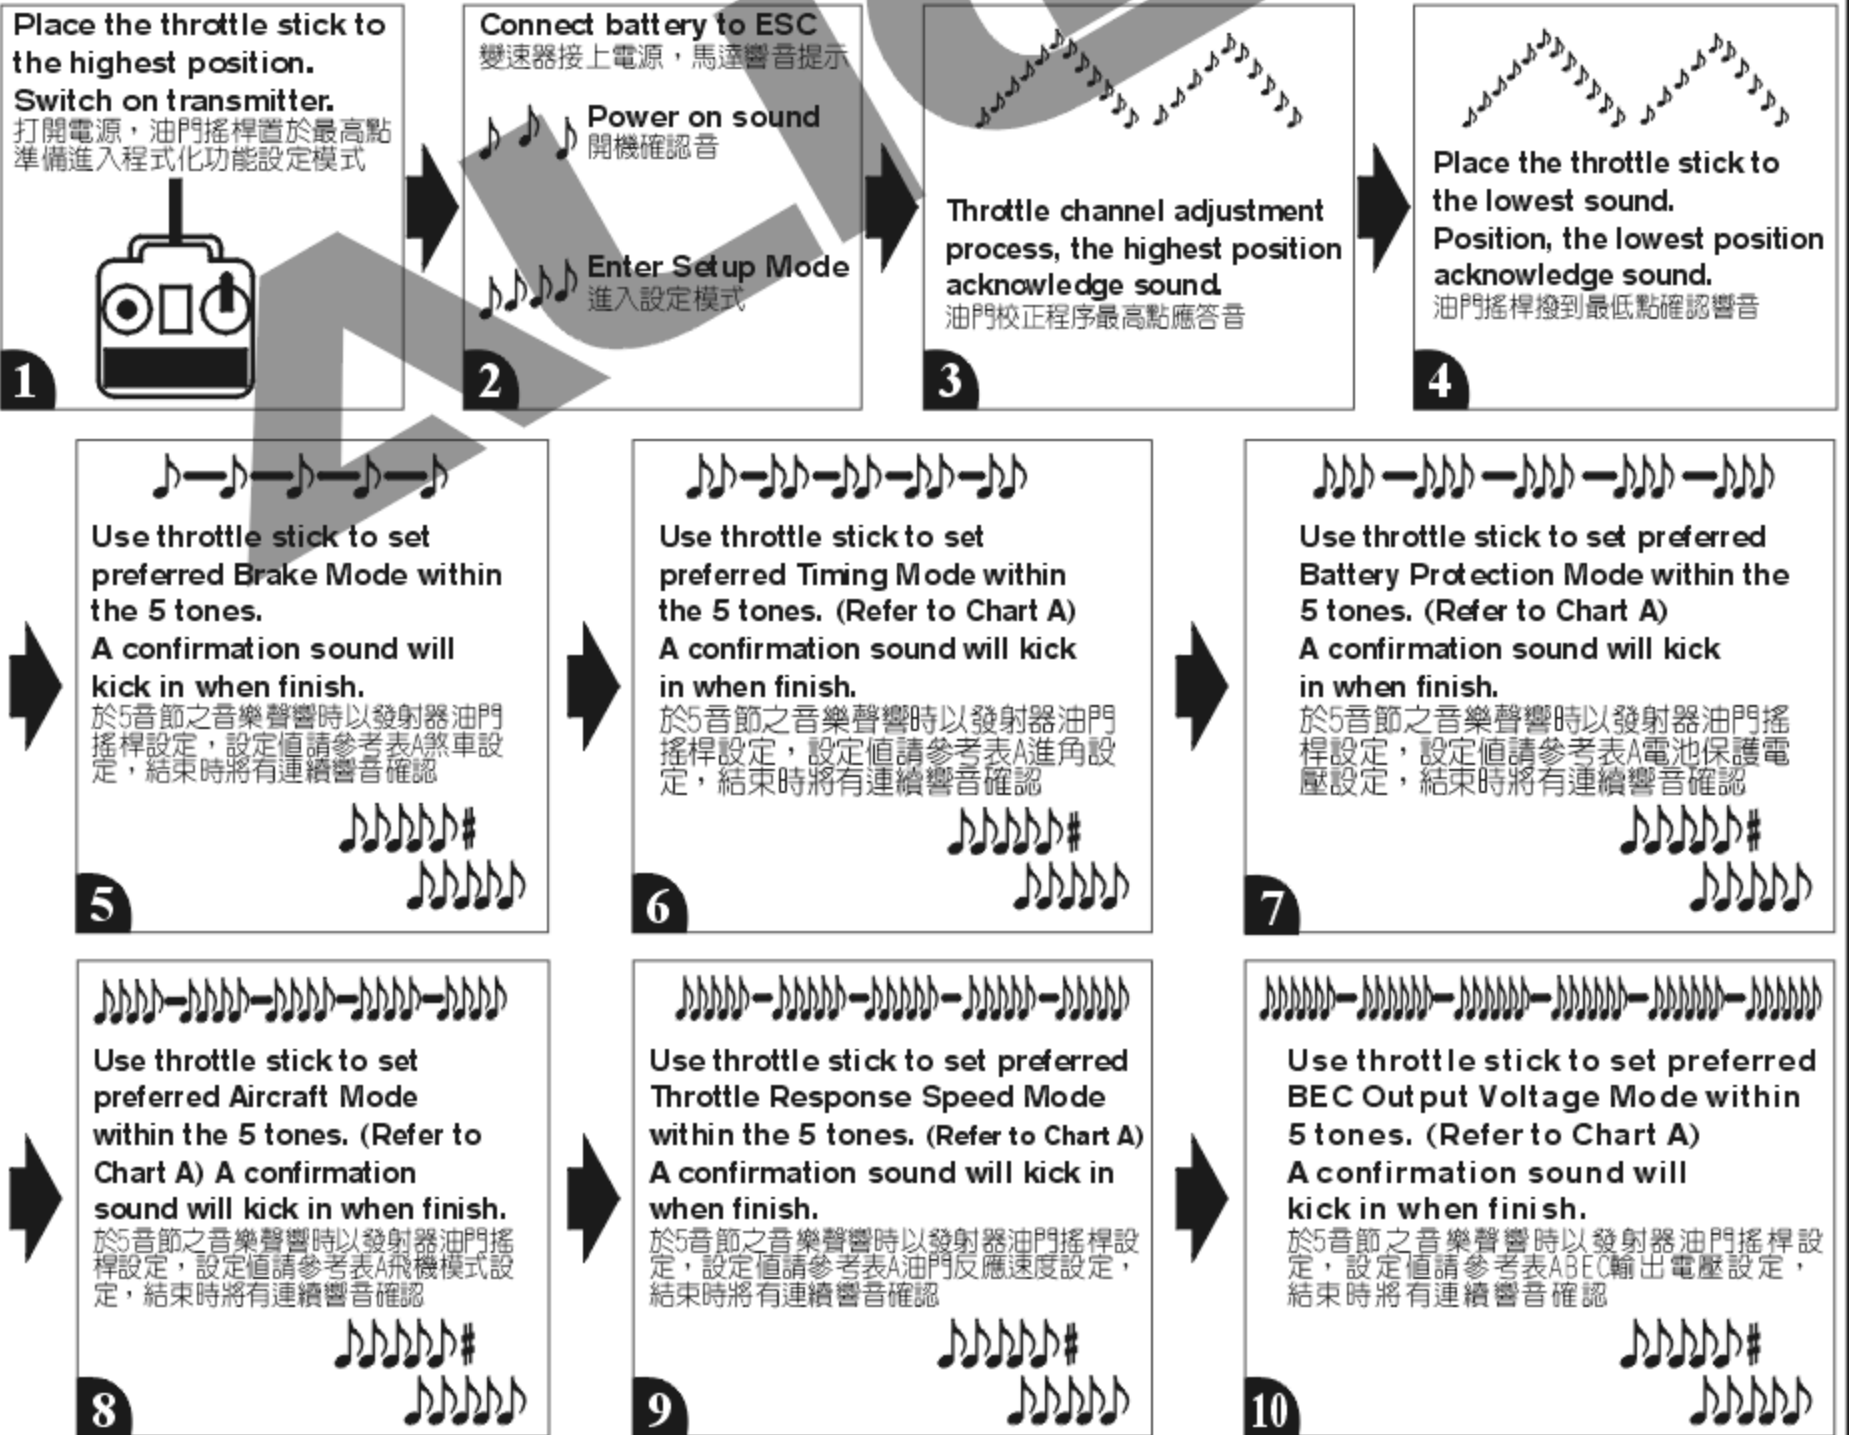 Place the throttle stick to
the highest position.
Switch on transmitter.
打開電源，油門搖桿置於最高點
準備進入程式化功能設定模式
1
Connect battery to ESC
變速器接上電源，馬達響音提示
Power on sound
開機確認音
Enter Setup Mode
進入設定模式
2
Throttle channel adjustment
process, the highest position
acknowledge sound.
油門校正程序最高點應答音
3
Place the throttle stick to
the lowest sound.
Position, the lowest position
acknowledge sound.
油門搖桿撥到最低點確認響音
4
Use throttle stick to set
preferred Brake Mode within
the 5 tones.
A confirmation sound will
kick in when finish.
於5音節之音樂聲響時以發射器油門
搖桿設定，設定值請參考表A煞車設
定，結束時將有連續響音確認
5
Use throttle stick to set
preferred Timing Mode within
the 5 tones. (Refer to Chart A)
A confirmation sound will kick
in when finish.
於5音節之音樂聲響時以發射器油門
搖桿設定，設定值請參考表A進角設
定，結束時將有連續響音確認
6
Use throttle stick to set preferred
Battery Protection Mode within the
5 tones. (Refer to Chart A)
A confirmation sound will kick
in when finish.
於5音節之音樂聲響時以發射器油門搖
桿設定，設定值請參考表A電池保護電
壓設定，結束時將有連續響音確認
7
Use throttle stick to set
preferred Aircraft Mode
within the 5 tones. (Refer to
Chart A) A confirmation
sound will kick in when finish.
於5音節之音樂聲響時以發射器油門搖
桿設定，設定值請參考表A飛機模式設
定，結束時將有連續響音確認
8
Use throttle stick to set preferred
Throttle Response Speed Mode
within the 5 tones. (Refer to Chart A)
A confirmation sound will kick in
when finish.
於5音節之音樂聲響時以發射器油門搖桿設
定，設定值請參考表A油門反應速度設定，
結束時將有連續響音確認
9
Use throttle stick to set preferred
BEC Output Voltage Mode within
5 tones. (Refer to Chart A)
A confirmation sound will
kick in when finish.
於5音節之音樂聲響時以發射器油門搖桿設
定，設定值請參考表ABEC輸出電壓設定，
結束時將有連續響音確認
10